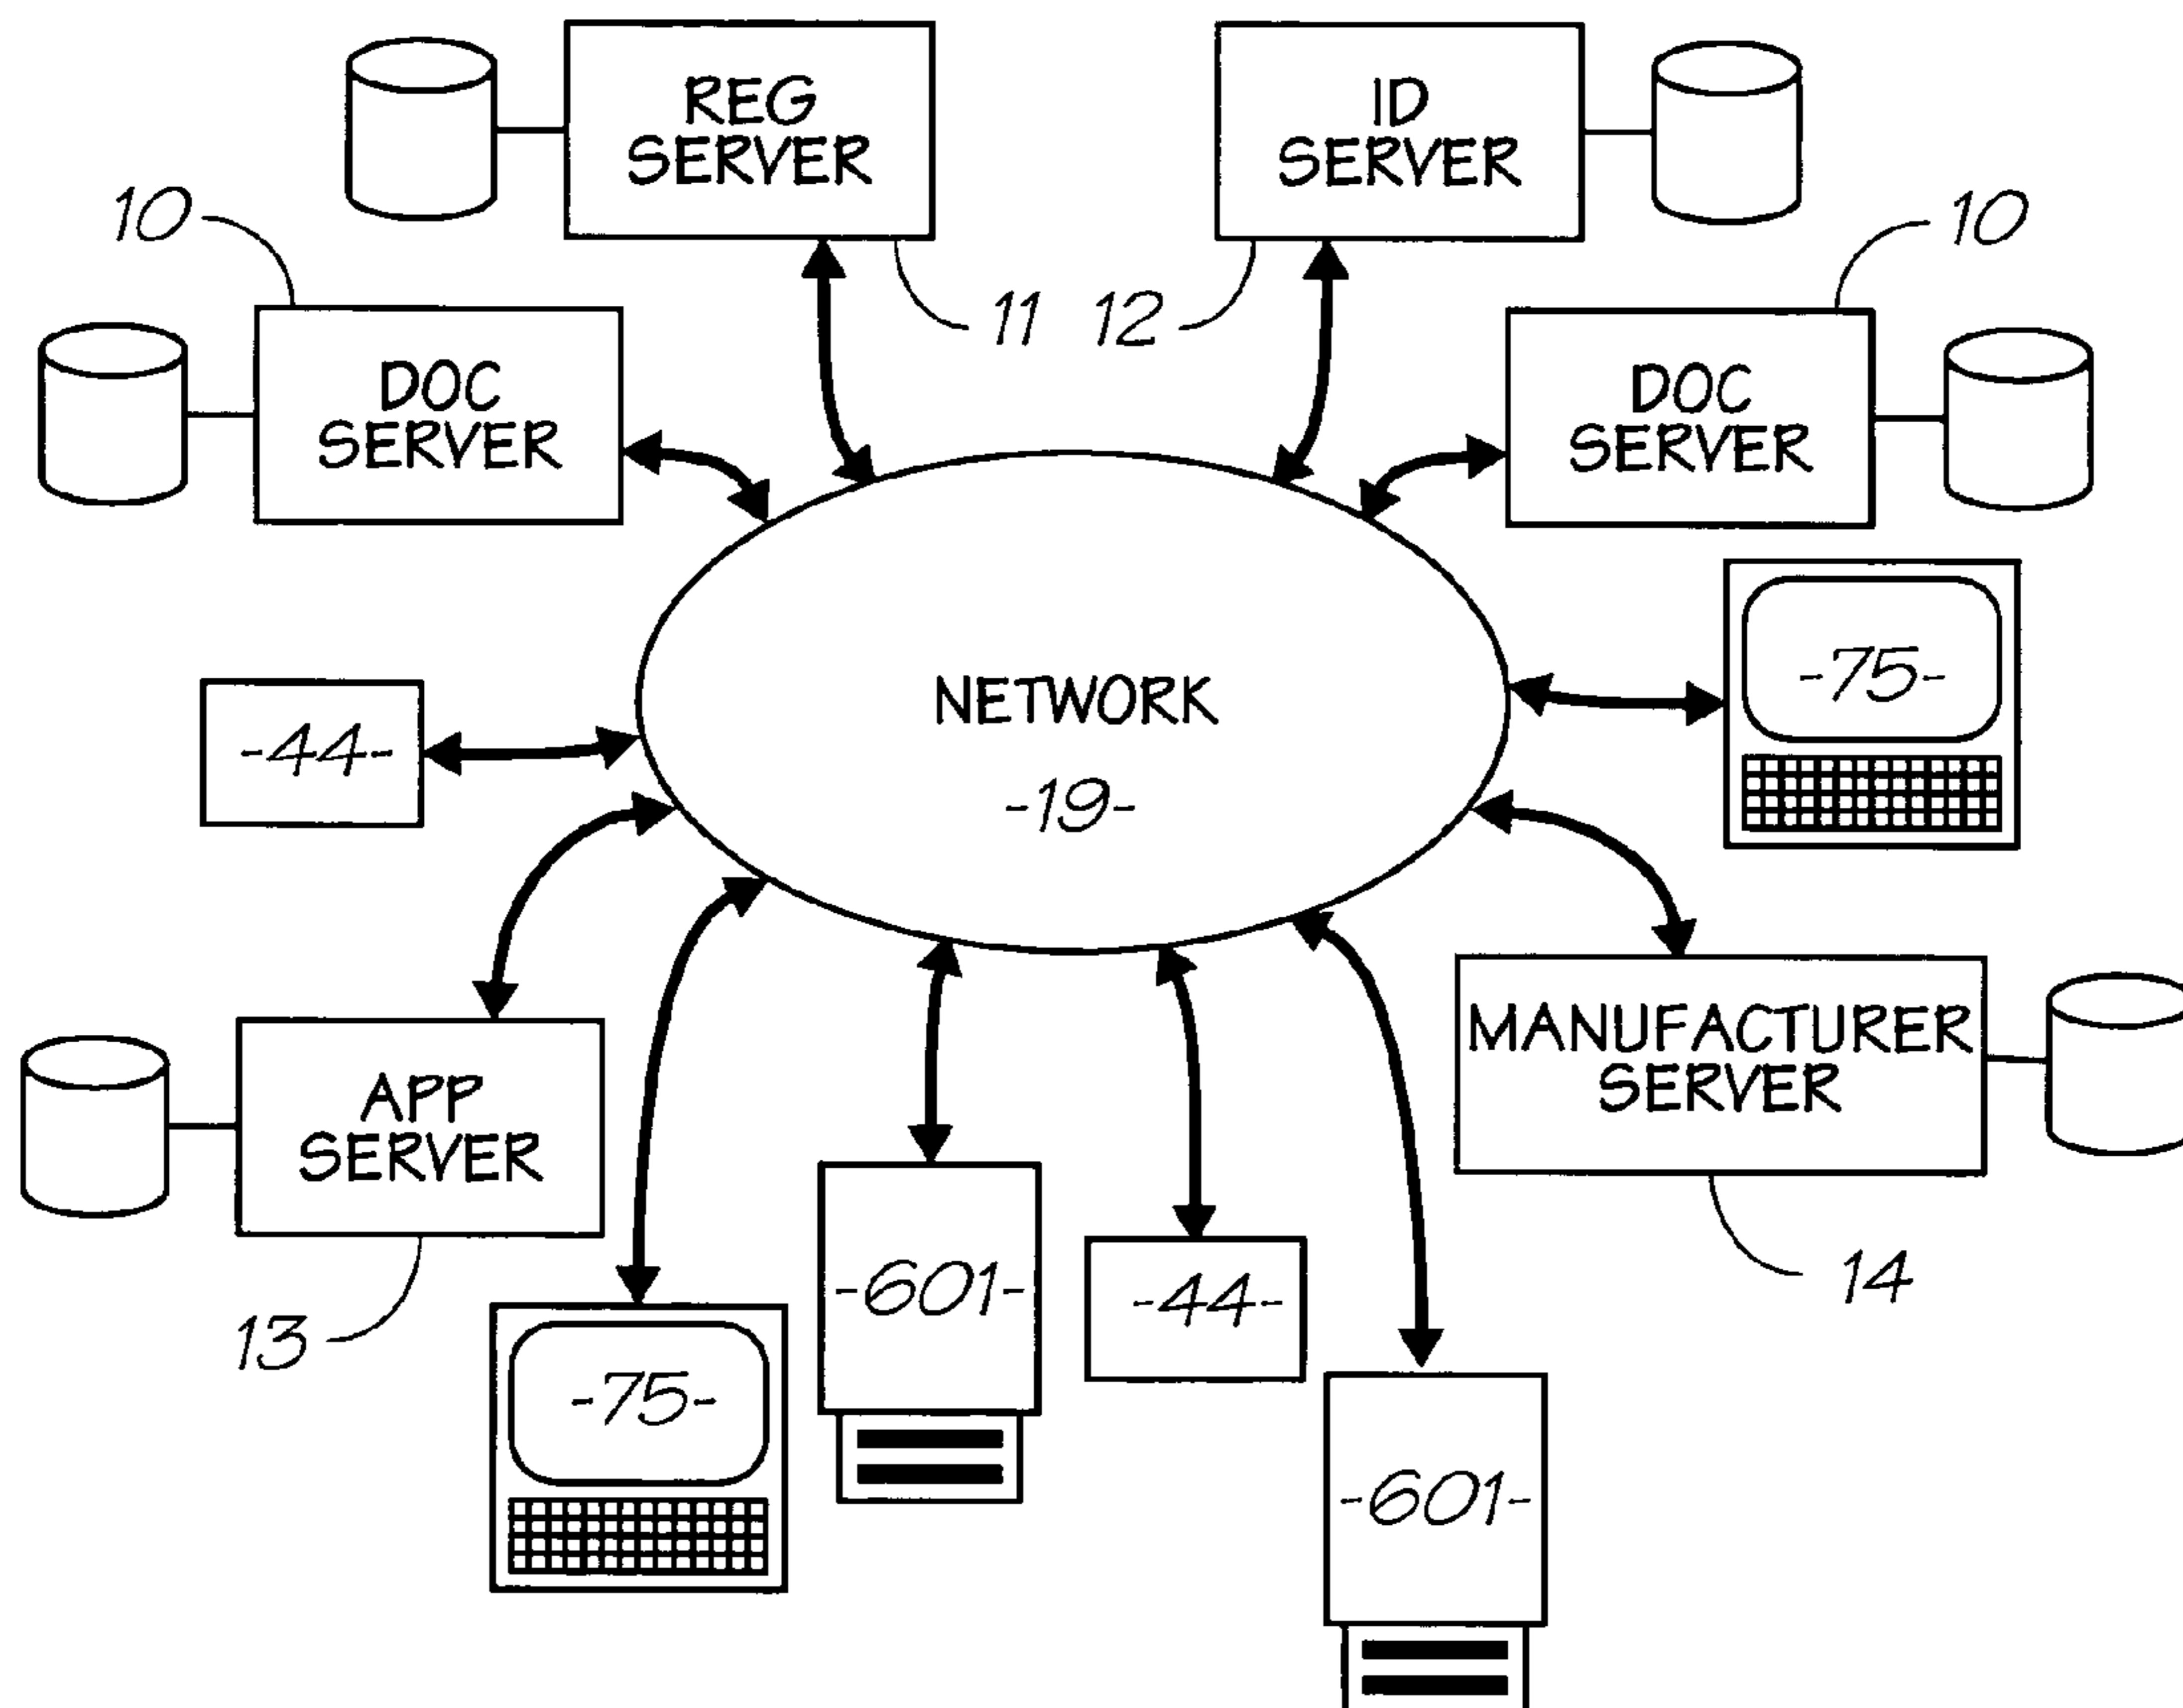 REG
SERVER
ID
SERVER
10
10
11
12
DOC
SERVER
DOC
SERVER
NETWORK
-19-
-75-
-44-
MANUFACTURER
SERVER
APP
SERVER
-601-
-44-
14
13
-75-
-601-